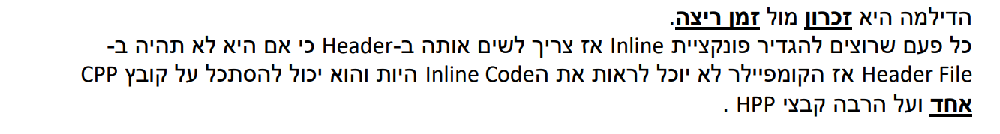 הדילמה היא זכרון מול זמן ריצה.
כל פעם שרוצים להגדיר פונקציית Inline אז צריך לשים אותה ב-Header כי אם היא לא תהיה ב-
Header File אז הקומפיילר לא יוכל לראות את הInline Code היות והוא יכול להסתכל על קובץ CPP
אחד ועל הרבה קבצי HPP .